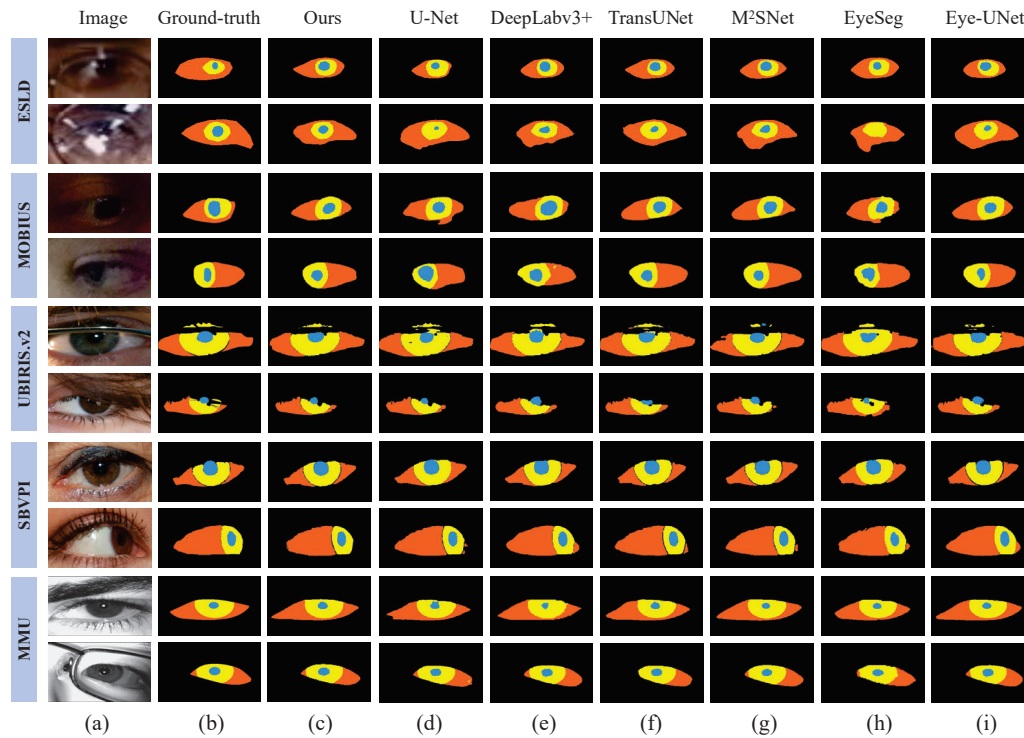 Image Ground-truth Ours U-Net DeepLabv3+ TransUNet M²SNet EyeSeg Eye-UNet
ESLD
MOBIUS
UBIRIS.v2
SBVPI
MMU
(a) (b) (c) (d) (e) (f) (g) (h) (i)